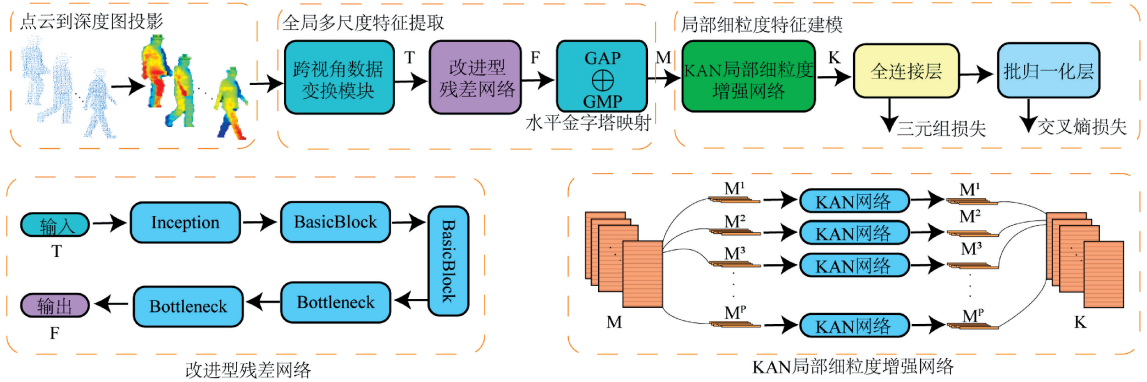 点云到深度图投影
全局多尺度特征提取
局部细粒度特征建模
跨视角数据
变换模块
T
改进型
残差网络
F
GAP
GMP
水平金字塔映射
M
KAN局部细粒度
增强网络
K
全连接层
批归一化层
三元组损失
交叉熵损失
输入
T
Inception
BasicBlock
BasicBlock
Bottleneck
Bottleneck
输出
F
改进型残差网络
M
M¹
KAN网络
M¹
M²
KAN网络
M²
M³
KAN网络
M³
Mᴾ
KAN网络
Mᴾ
K
KAN局部细粒度增强网络